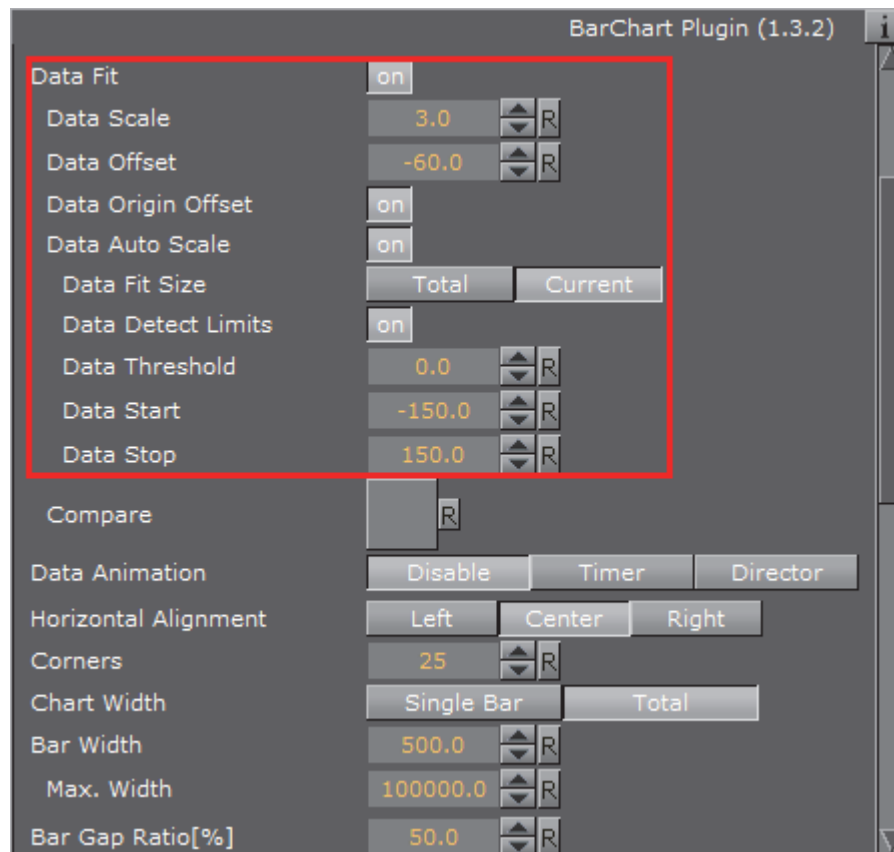 BarChart Plugin (1.3.2) i
Data Fit on
Data Scale 3.0 R
Data Offset -60.0 R
Data Origin Offset on
Data Auto Scale on
Data Fit Size Total Current
Data Detect Limits on
Data Threshold 0.0 R
Data Start -150.0 R
Data Stop 150.0 R
Compare R
Data Animation Disable Timer Director
Horizontal Alignment Left Center Right
Corners 25 R
Chart Width Single Bar Total
Bar Width 500.0 R
Max. Width 100000.0 R
Bar Gap Ratio[%] 50.0 R